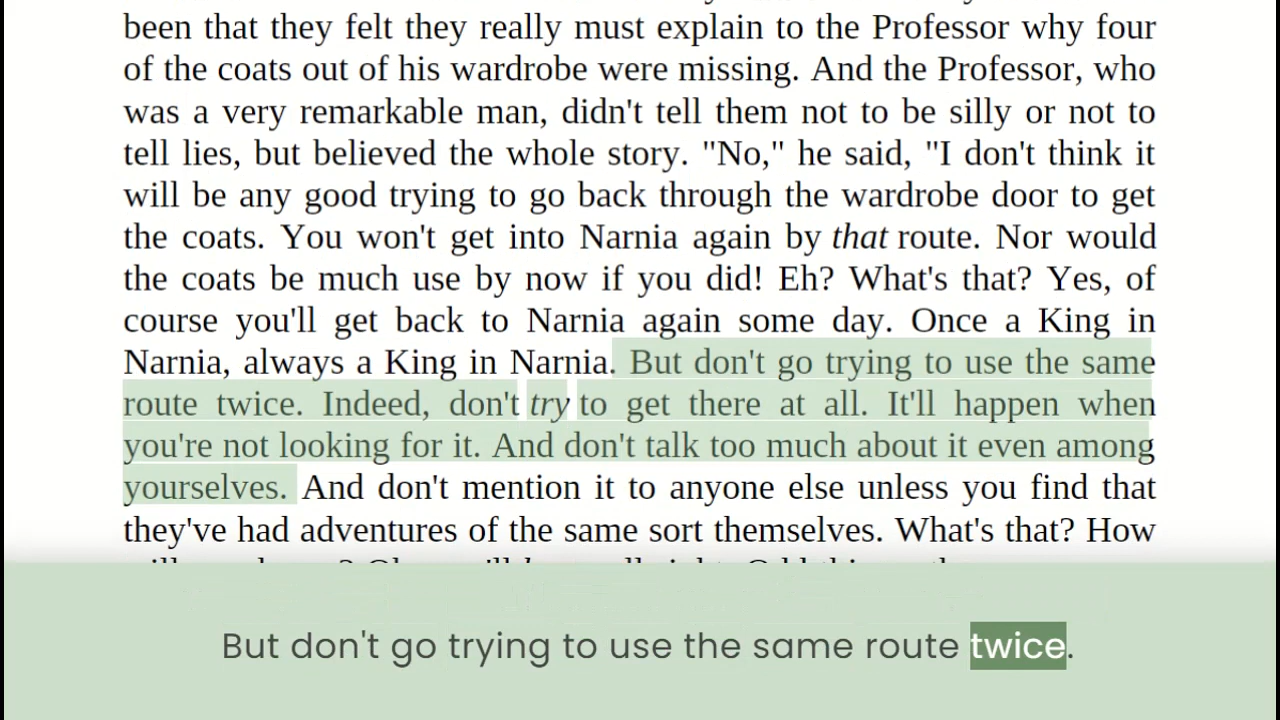 been that they felt they really must explain to the Professor why four
of the coats out of his wardrobe were missing. And the Professor, who
was a very remarkable man, didn't tell them not to be silly or not to
tell lies, but believed the whole story. "No," he said, "I don't think it
will be any good trying to go back through the wardrobe door to get
the coats. You won't get into Narnia again by that route. Nor would
the coats be much use by now if you did! Eh? What's that? Yes, of
course you'll get back to Narnia again some day. Once a King in
Narnia, always a King in Narnia. But don't go trying to use the same
route twice. Indeed, don't try to get there at all. It'll happen when
you're not looking for it. And don't talk too much about it even among
yourselves. And don't mention it to anyone else unless you find that
they've had adventures of the same sort themselves. What's that? How
But don't go trying to use the same route twice.